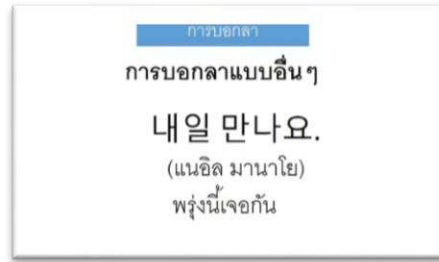 การบอกลา
การบอกลาแบบอื่นๆ
내일 만나요.
(แนอิล มานาโย)
พรุ่งนี้เจอกัน